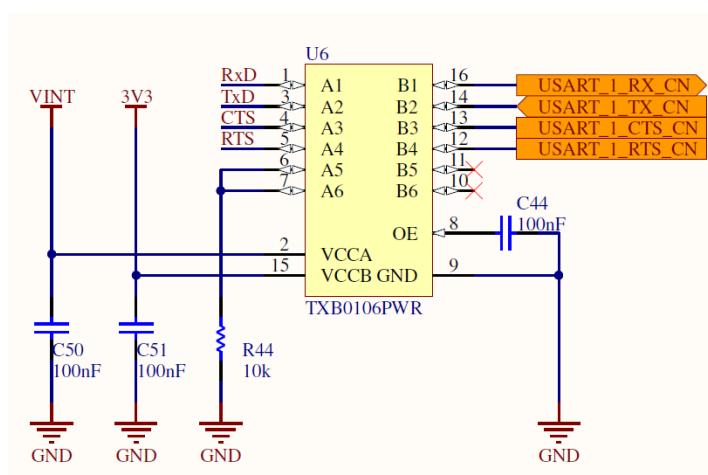 U6
RxD 1 A1 B1 16 USART_1_RX_CN
VINT 3V3 TxD 3 A2 B2 14 USART_1_TX_CN
CTS 4 A3 B3 13 USART_1_CTS_CN
RTS 5 A4 B4 12 USART_1_RTS_CN
6 A5 B5 11
7 A6 B6 10
C44
OE 8 100nF
2 VCCA
15 VCCB GND 9
TXB0106PWR
C50 C51 R44
100nF 100nF 10k
GND GND GND GND